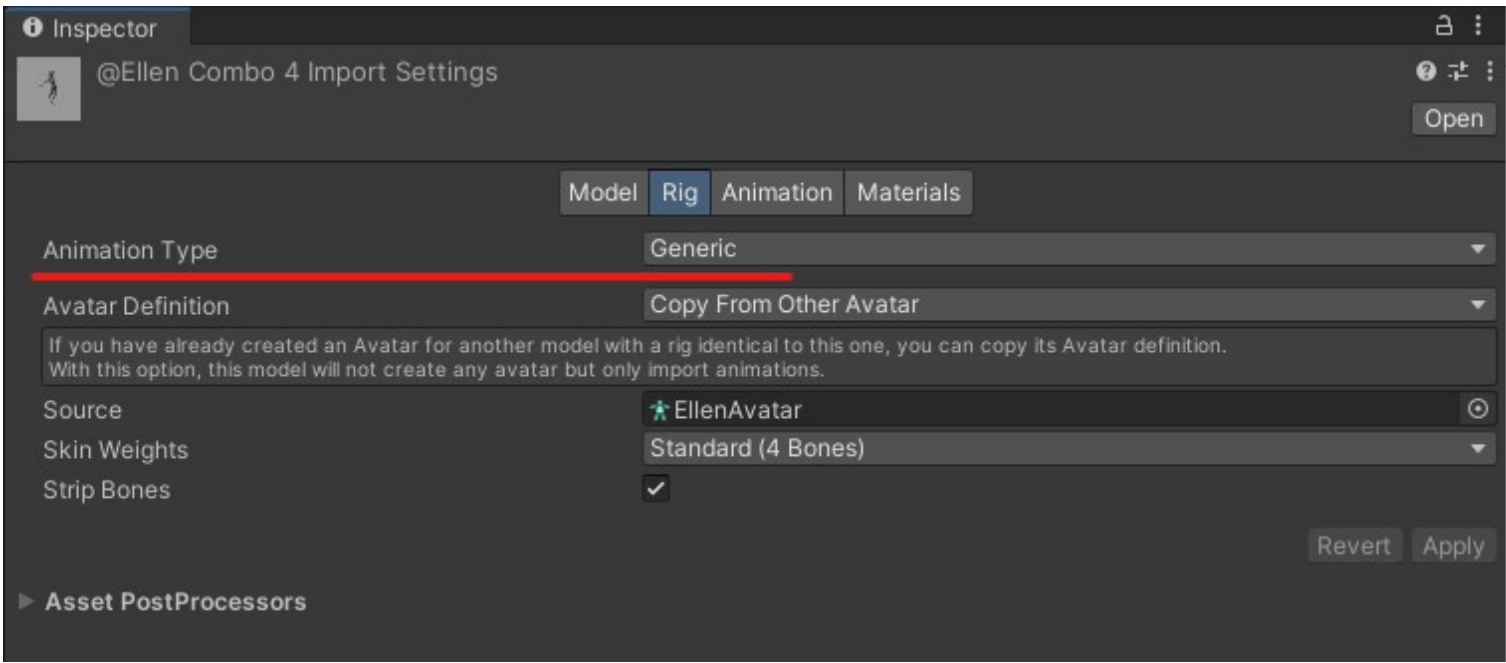 Inspector
@Ellen Combo 4 Import Settings
Open
Model Rig Animation Materials
Animation Type Generic
Avatar Definition Copy From Other Avatar
If you have already created an Avatar for another model with a rig identical to this one, you can copy its Avatar definition.
With this option, this model will not create any avatar but only import animations.
Source EllenAvatar
Skin Weights Standard (4 Bones)
Strip Bones
Revert Apply
Asset PostProcessors